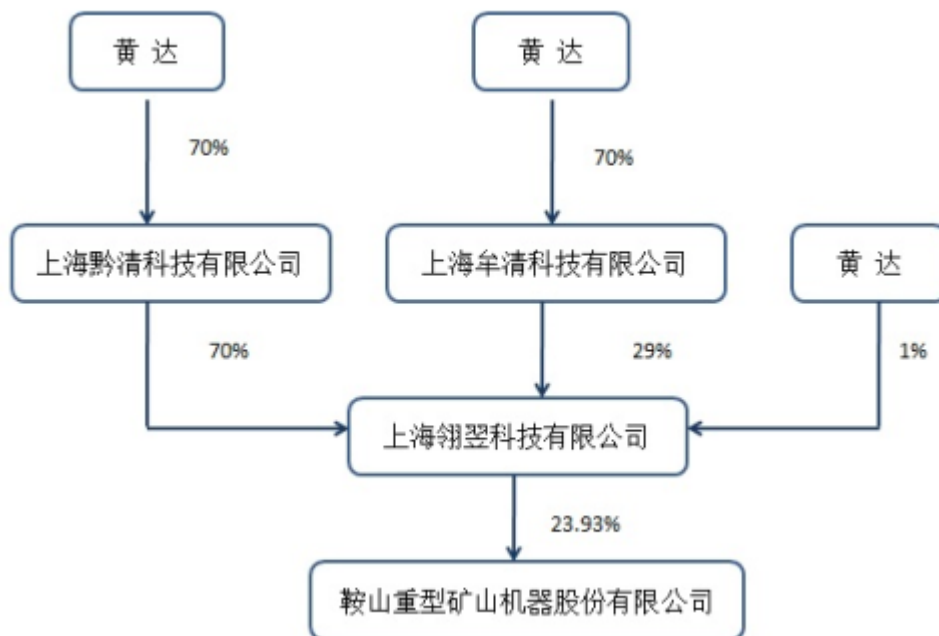 黄 达
黄 达
70%
70%
上海黔清科技有限公司
上海牟清科技有限公司
黄 达
70%
29%
1%
上海翎翌科技有限公司
23.93%
鞍山重型矿山机器股份有限公司